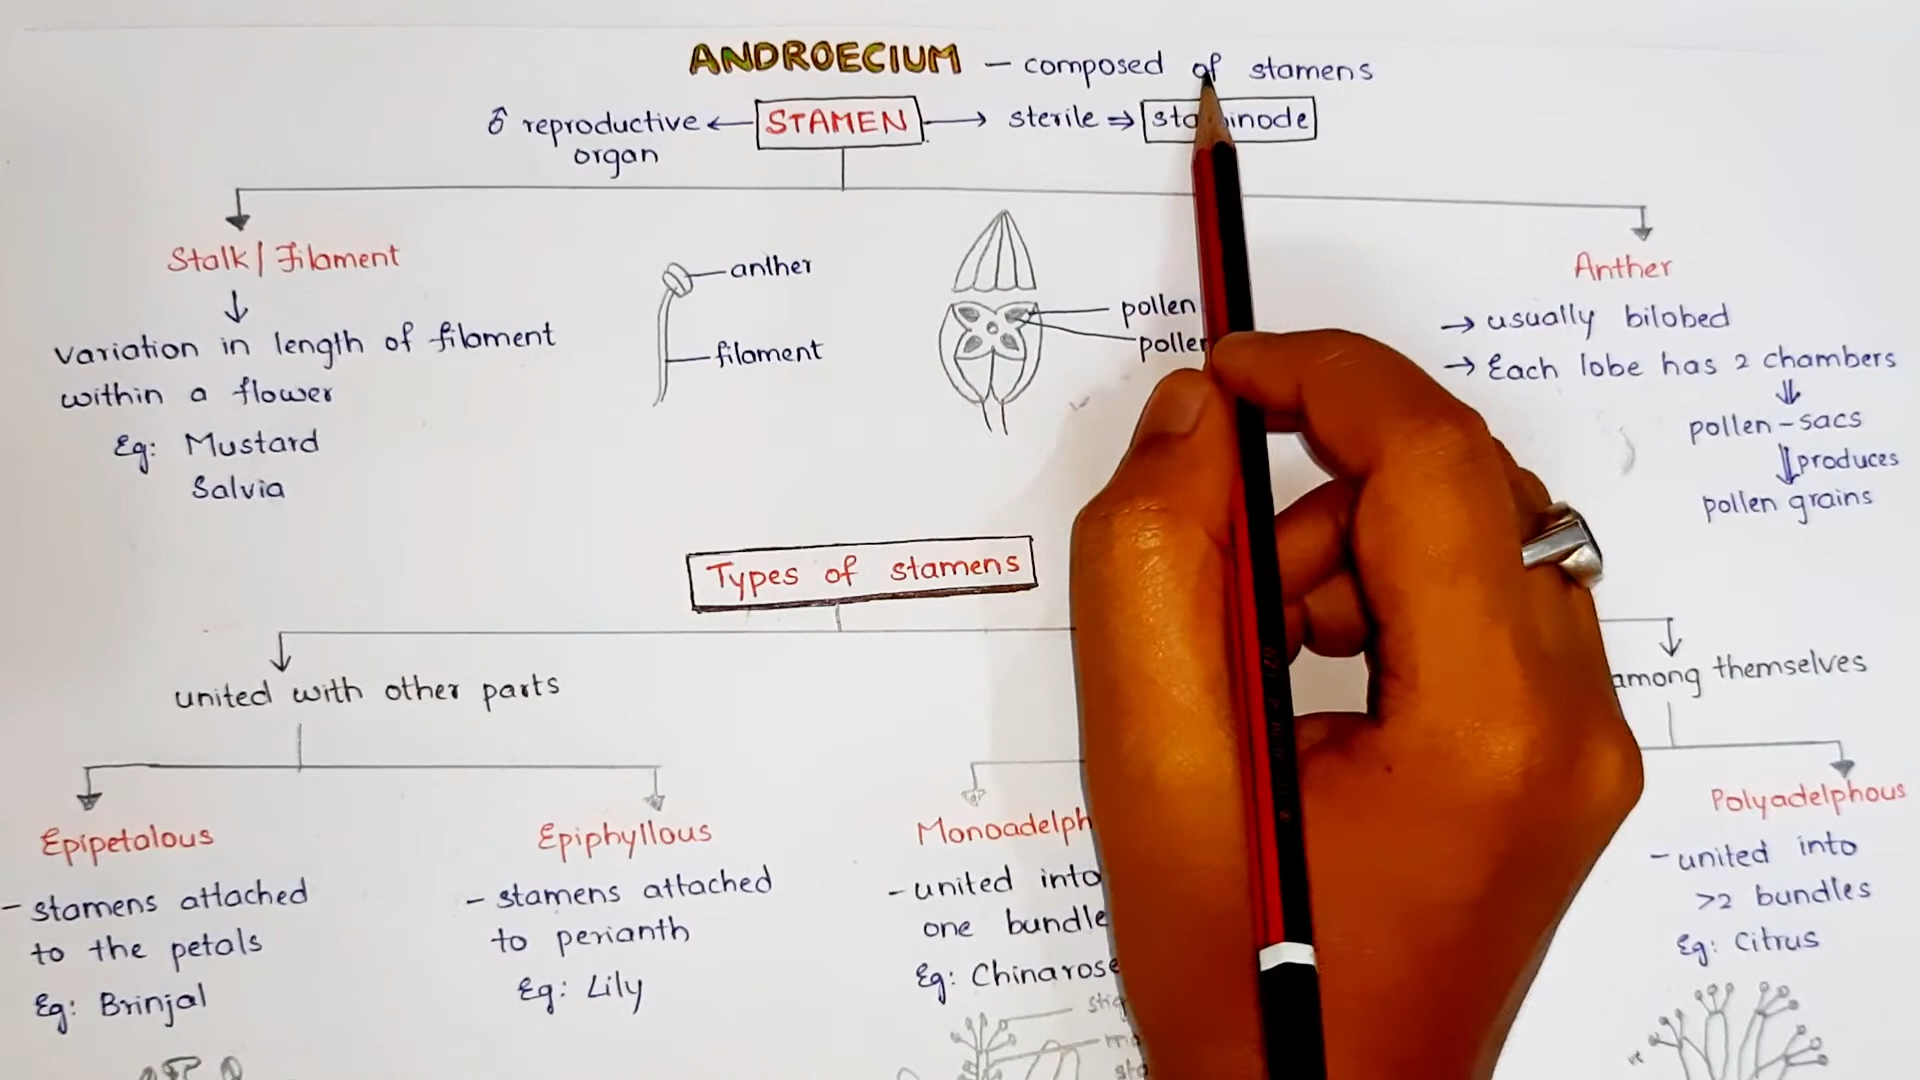 ANDROECIUM – composed of stamens
♂ reproductive organ ← STAMEN → sterile ⇒
Stalk / Filament
↓
variation in length of filament
within a flower
Eg: Mustard
Salvia
anther
filament
pollen
Anther
→ usually bilobed
→ Each lobe has 2 chambers
⇓
pollen-sacs
⇓ produces
pollen grains
Types of stamens
united with other parts
among themselves
Epipetalous
- stamens attached
to the petals
Eg: Brinjal
Epiphyllous
- stamens attached
to perianth
Eg: Lily
- united into
one bundle
Eg: Chinarose
Polyadelphous
- united into
>2 bundles
Eg: Citrus